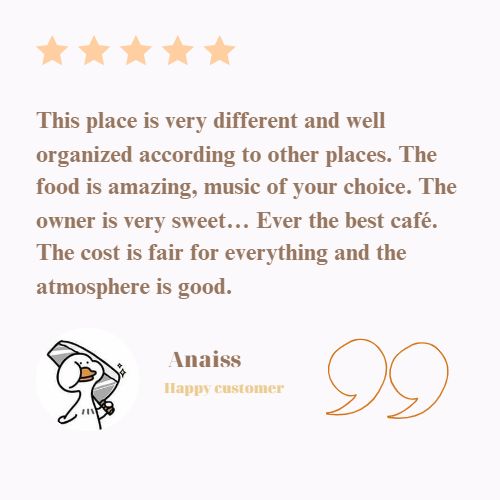 This place is very different and well
organized according to other places. The
food is amazing, music of your choice. The
owner is very sweet… Ever the best café.
The cost is fair for everything and the
atmosphere is good.
Anaiss
Happy customer